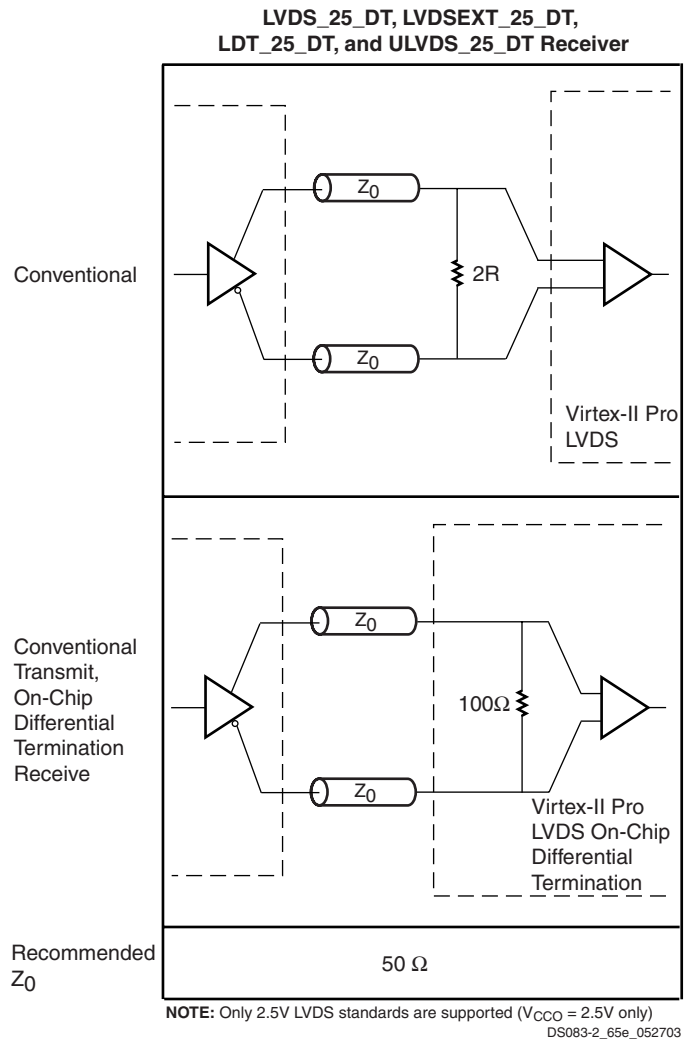 LVDS_25_DT, LVDSEXT_25_DT,
LDT_25_DT, and ULVDS_25_DT Receiver
Conventional
Z0
2R
Z0
Virtex-II Pro
LVDS
Conventional
Transmit,
On-Chip
Differential
Termination
Receive
Z0
100Ω
Z0
Virtex-II Pro
LVDS On-Chip
Differential
Termination
Recommended
Z0
50 Ω
NOTE: Only 2.5V LVDS standards are supported (VCCO = 2.5V only)
DS083-2_65e_052703